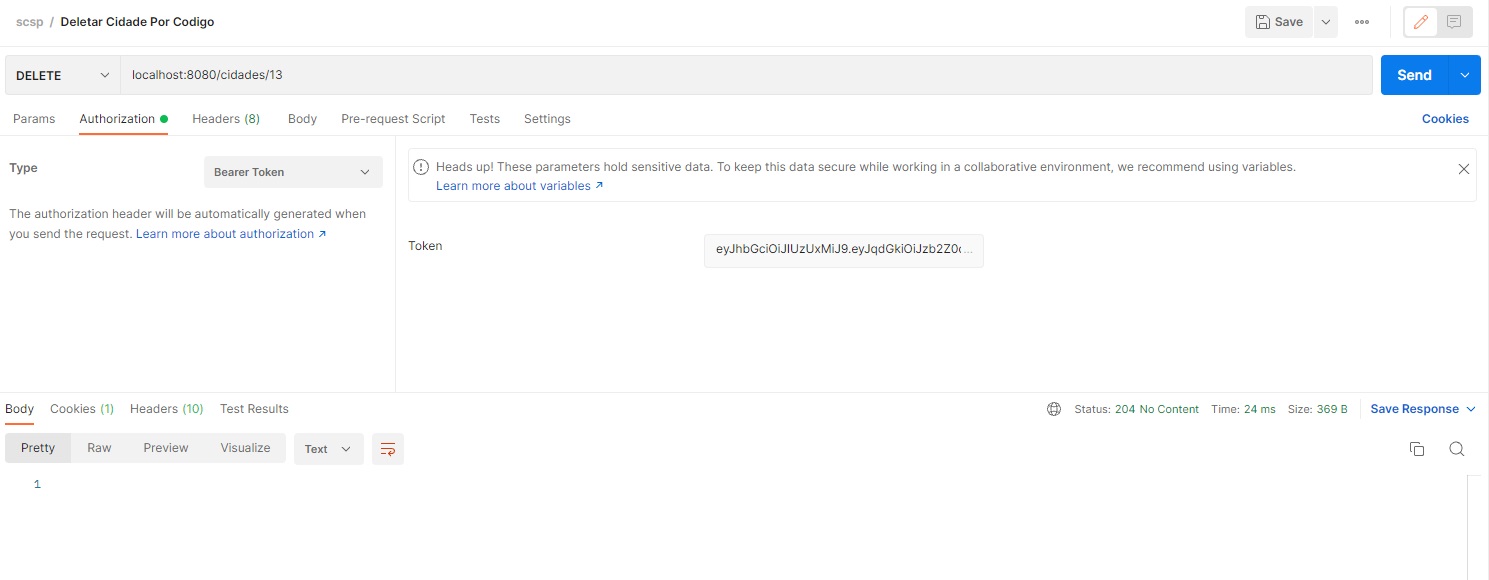 scsp / Deletar Cidade Por Codigo
Save
DELETE
localhost:8080/cidades/13
Send
Params Authorization Headers (8) Body Pre-request Script Tests Settings
Cookies
Type
Bearer Token
The authorization header will be automatically generated when
you send the request. Learn more about authorization ↗
Heads up! These parameters hold sensitive data. To keep this data secure while working in a collaborative environment, we recommend using variables.
Learn more about variables ↗
Token
eyJhbGciOiJIUzUxMiJ9.eyJqdGkiOiJzb2Z0c...
Body Cookies (1) Headers (10) Test Results
Status: 204 No Content Time: 24 ms Size: 369 B
Save Response
Pretty Raw Preview Visualize
Text
1